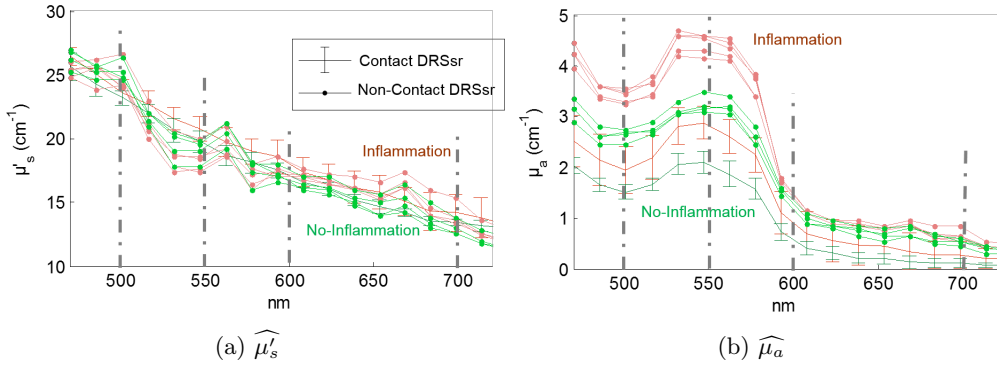 30
25
20
15
10
μ's (cm⁻¹)
500
550
600
650
700
nm
Contact DRSsr
Non-Contact DRSsr
Inflammation
No-Inflammation
(a) μ̂′s
5
4
3
2
1
0
μa (cm⁻¹)
500
550
600
650
700
nm
Inflammation
No-Inflammation
(b) μ̂a